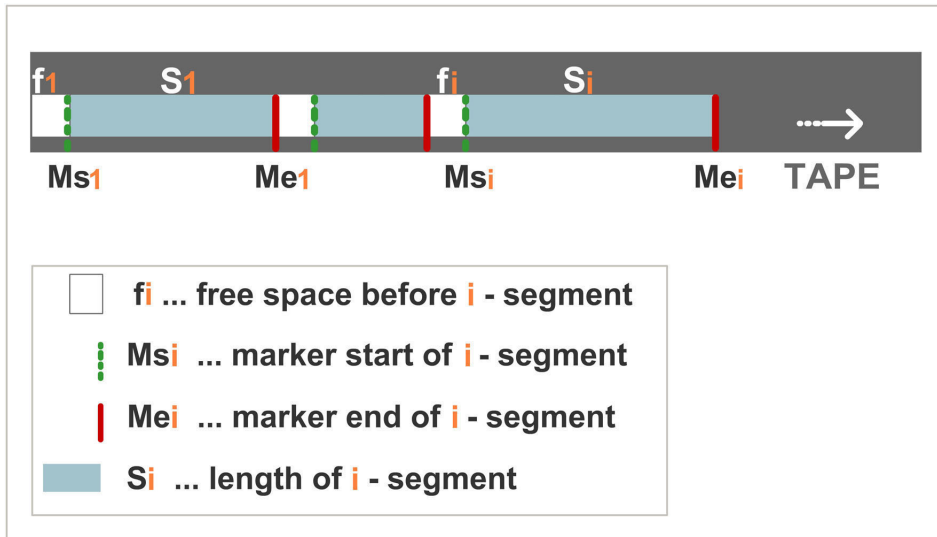 f1 S1 fi Si
Ms1 Me1 Msi Mei TAPE
fi ... free space before i - segment
Msi ... marker start of i - segment
Mei ... marker end of i - segment
Si ... length of i - segment